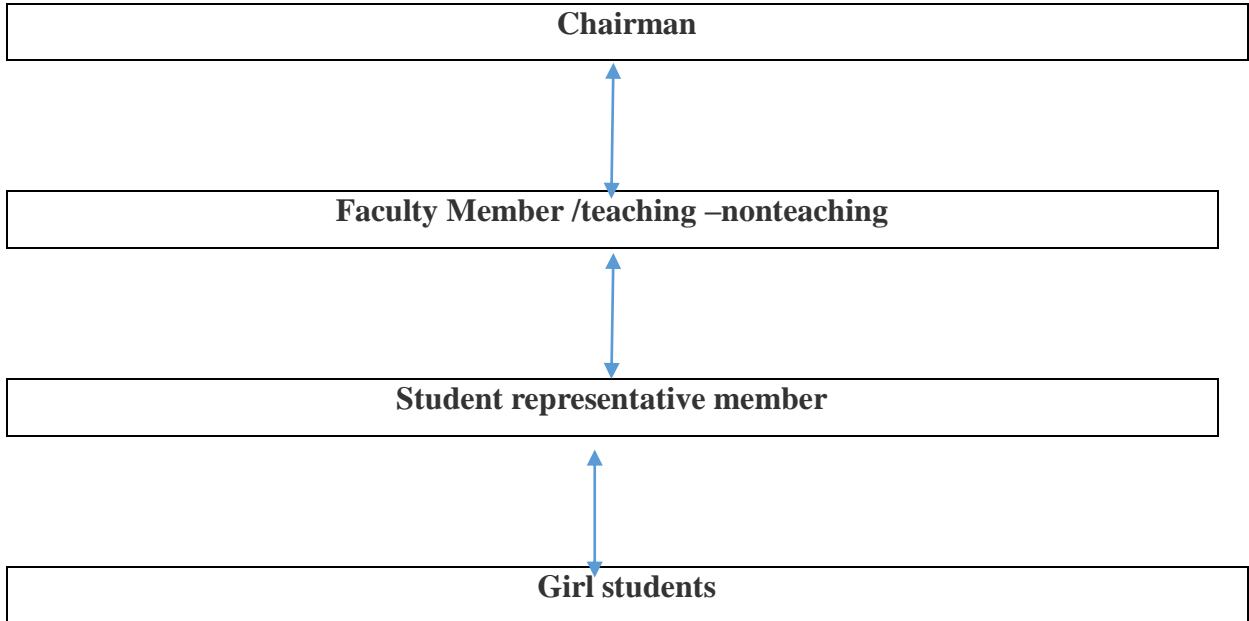 Chairman
Faculty Member /teaching –nonteaching
Student representative member
Girl students